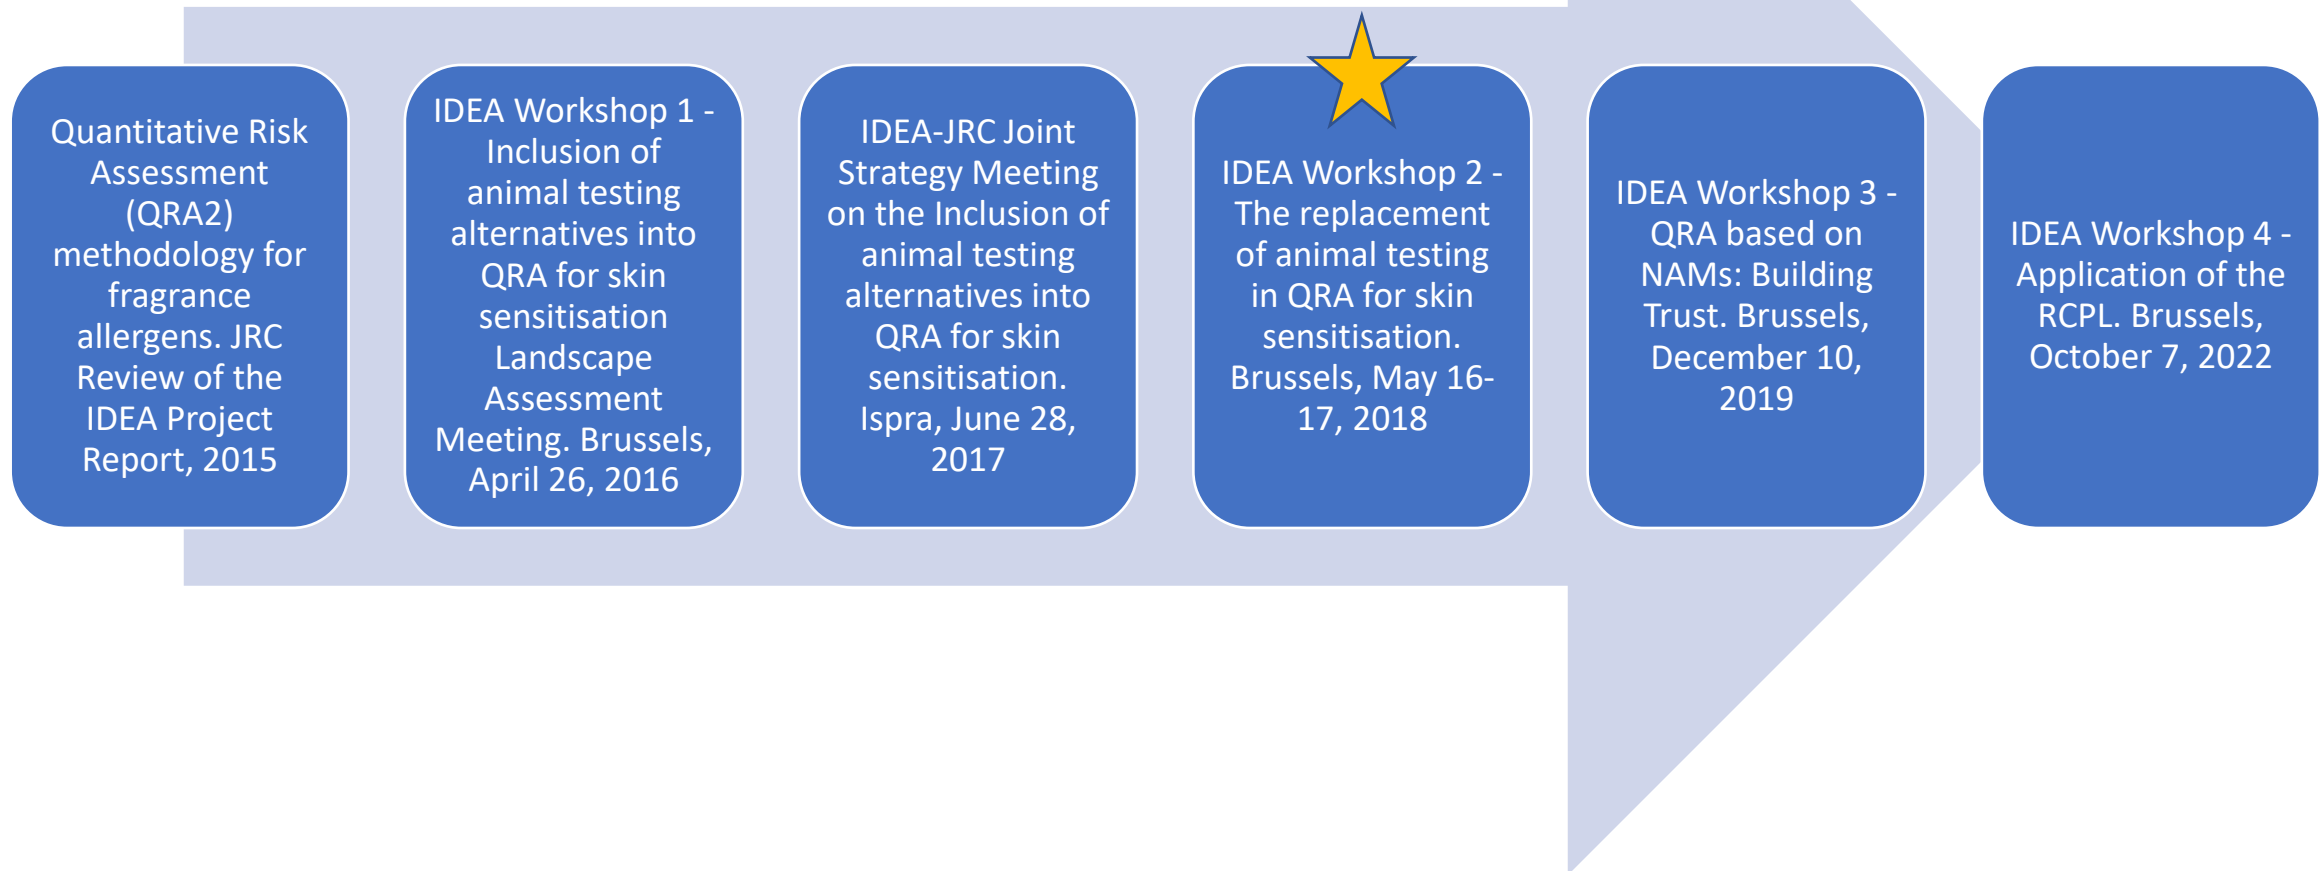 Quantitative Risk
Assessment
(QRA2)
methodology for
fragrance
allergens. JRC
Review of the
IDEA Project
Report, 2015
IDEA Workshop 1 -
Inclusion of
animal testing
alternatives into
QRA for skin
sensitisation
Landscape
Assessment
Meeting. Brussels,
April 26, 2016
IDEA-JRC Joint
Strategy Meeting
on the Inclusion of
animal testing
alternatives into
QRA for skin
sensitisation.
Ispra, June 28,
2017
IDEA Workshop 2 -
The replacement
of animal testing
in QRA for skin
sensitisation.
Brussels, May 16-
17, 2018
IDEA Workshop 3 -
QRA based on
NAMs: Building
Trust. Brussels,
December 10,
2019
IDEA Workshop 4 -
Application of the
RCPL. Brussels,
October 7, 2022